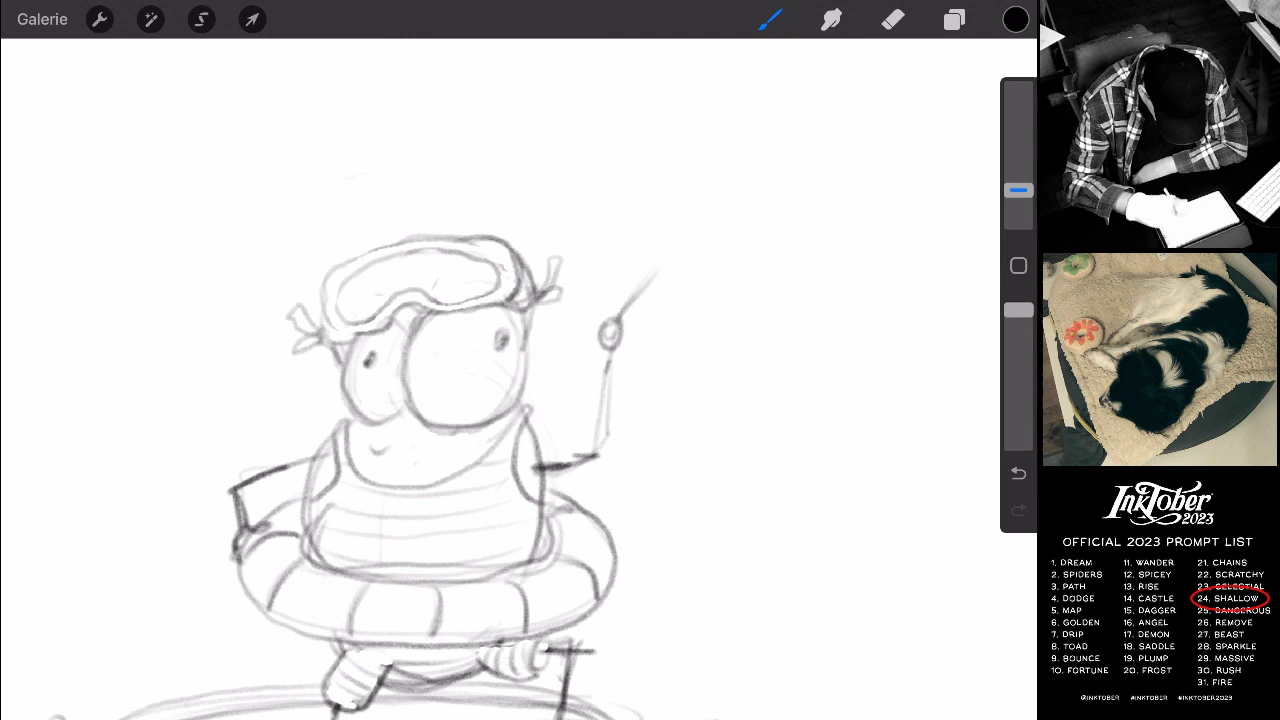 Galerie
InkTober
2023
OFFICIAL 2023 PROMPT LIST
1. DREAM
2. SPIDERS
3. PATH
4. DODGE
5. MAP
6. GOLDEN
7. DRIP
8. TOAD
9. BOUNCE
10. FORTUNE
11. WANDER
12. SPICEY
13. RISE
14. CASTLE
15. DAGGER
16. ANGEL
17. DEMON
18. SADDLE
19. PLUMP
20. FROST
21. CHAINS
22. SCRATCHY
23. CELESTIAL
24. SHALLOW
25. DANGEROUS
26. REMOVE
27. BEAST
28. SPARKLE
29. MASSIVE
30. RUSH
31. FIRE
@INKTOBER #INKTOBER #INKTOBER2023